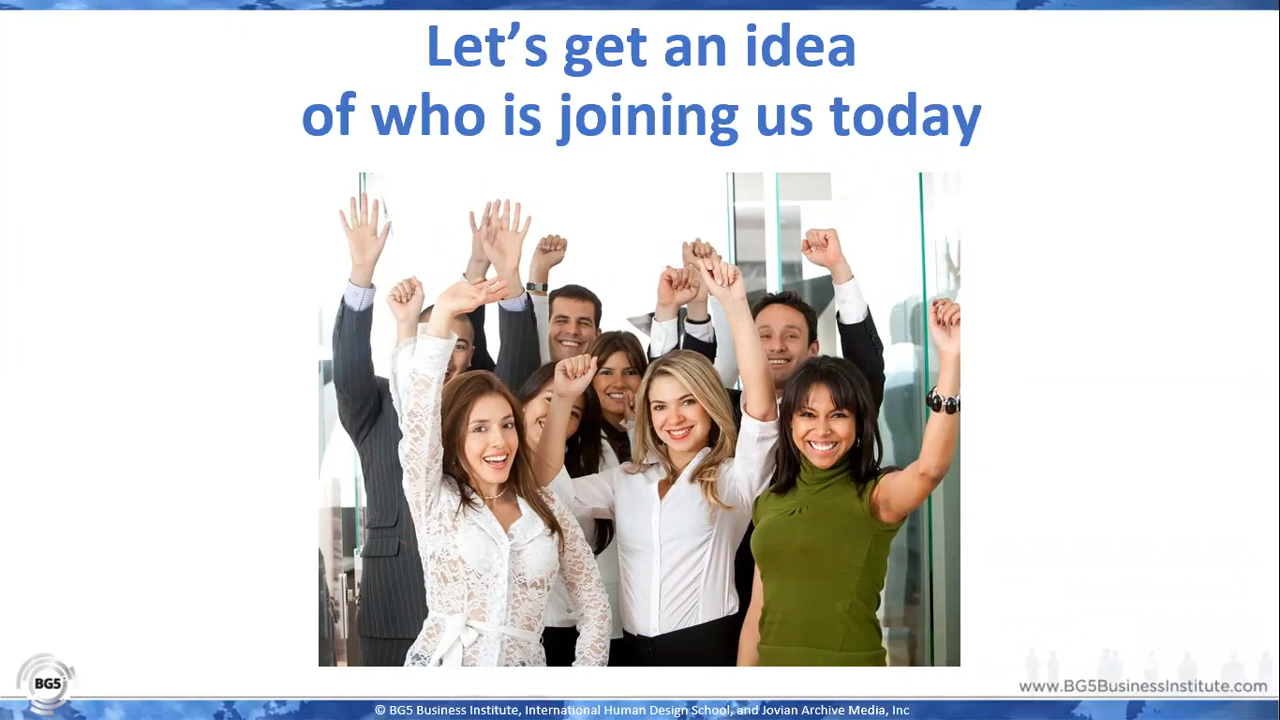 Let's get an idea
of who is joining us today
BG5
www.BG5BusinessInstitute.com
© BG5 Business Institute, International Human Design School, and Jovian Archive Media, Inc